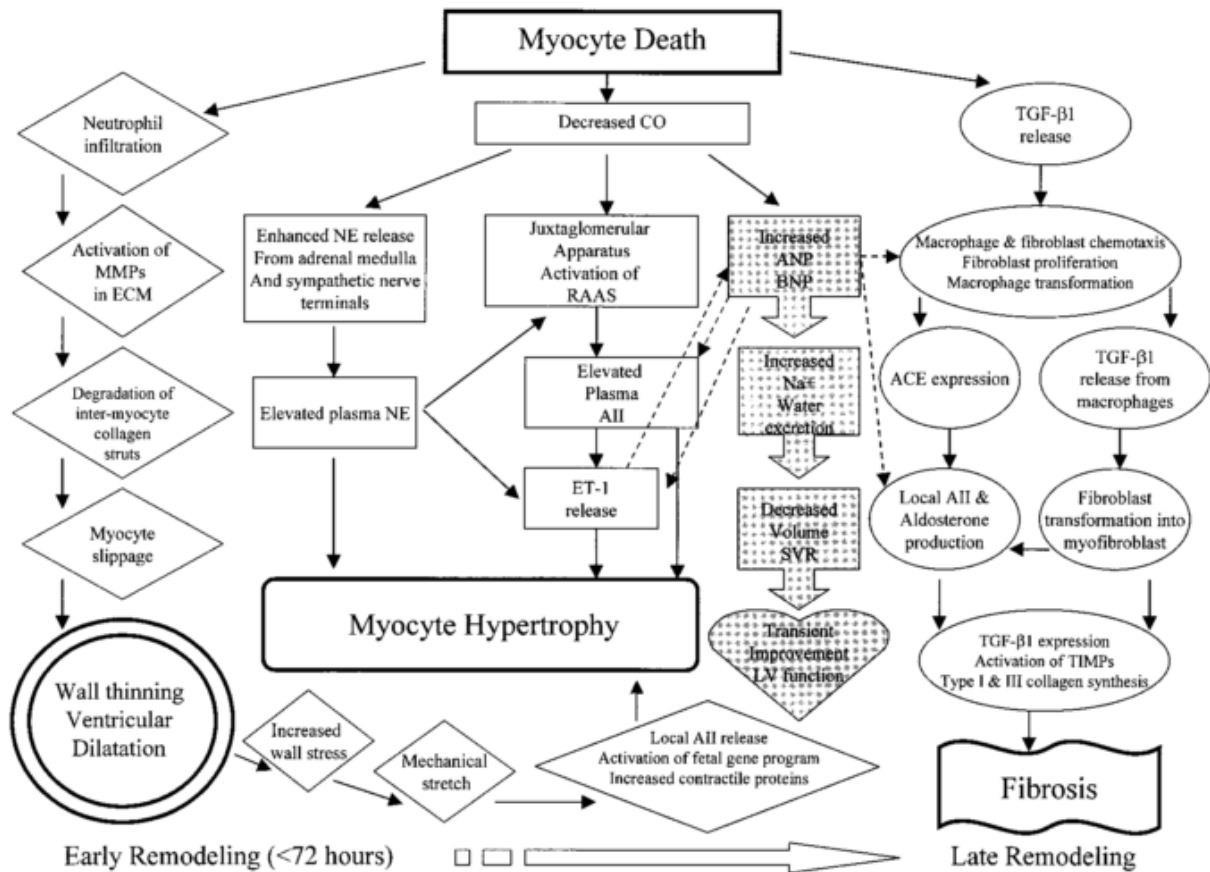 Myocyte Death
Neutrophil
infiltration
Decreased CO
TGF-β1
release
Activation of
MMPs
in ECM
Enhanced NE release
From adrenal medulla
And sympathetic nerve
terminals
Juxtaglomerular
Apparatus
Activation of
RAAS
Increased
ANP
BNP
Macrophage & fibroblast chemotaxis
Fibroblast proliferation
Macrophage transformation
Degradation of
inter-myocyte
collagen
struts
Elevated plasma NE
Elevated
Plasma
AII
Increased
Na+
Water
excretion
ACE expression
TGF-β1
release from
macrophages
Myocyte
slippage
ET-1
release
Decreased
Volume
SVR
Local AII &
Aldosterone
production
Fibroblast
transformation into
myofibroblast
Myocyte Hypertrophy
Transient
Improvement
LV function
TGF-β1 expression
Activation of TIMPs
Type I & III collagen synthesis
Wall thinning
Ventricular
Dilatation
Increased
wall stress
Mechanical
stretch
Local AII release
Activation of fetal gene program
Increased contractile proteins
Fibrosis
Early Remodeling (<72 hours)
Late Remodeling